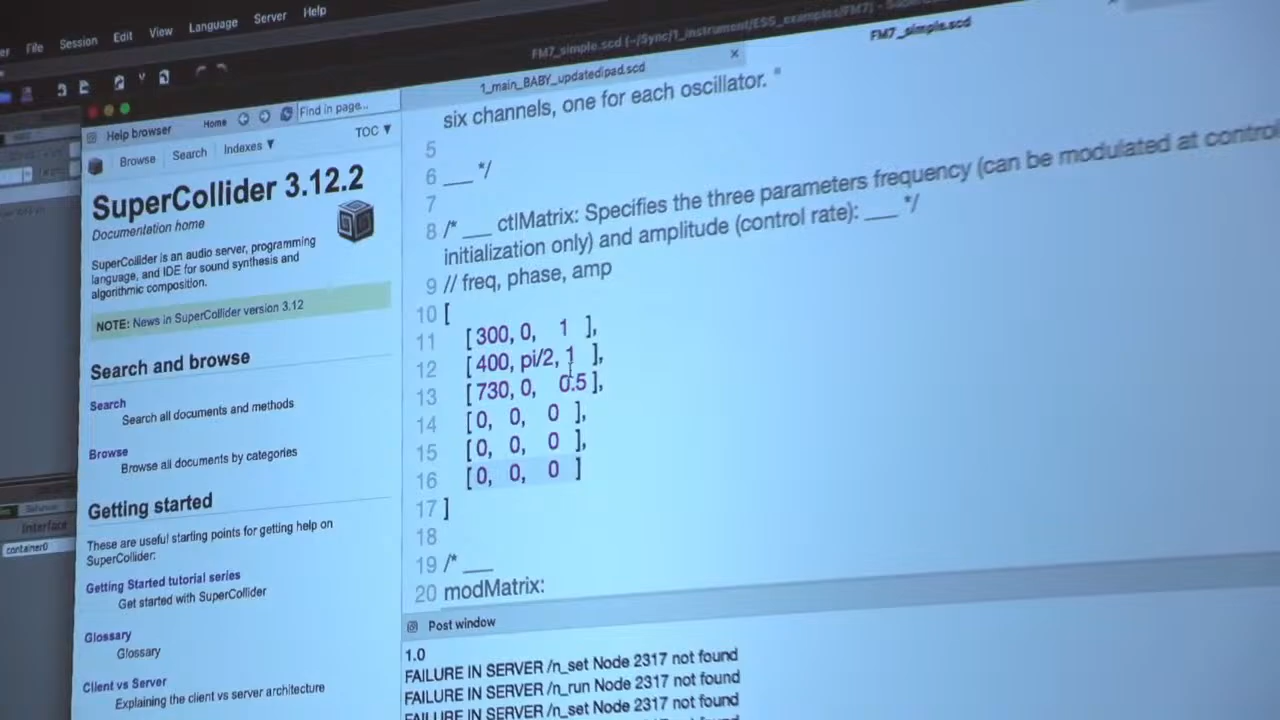 File Session Edit View Language Server Help
FM7_simple.scd (~/Sync/1_instrument/ESS_examples/FM7) -
1_main_BABY_updatedipad.scd
FM7_simple.scd
Help browser
Home
Find in page...
Browse Search Indexes ▼
TOC ▼
SuperCollider 3.12.2
Documentation home
SuperCollider is an audio server, programming
language, and IDE for sound synthesis and
algorithmic composition.
NOTE: News in SuperCollider version 3.12
Search and browse
Search
Search all documents and methods
Browse
Browse all documents by categories
Getting started
These are useful starting points for getting help on
SuperCollider:
Getting Started tutorial series
Get started with SuperCollider
Glossary
Glossary
Client vs Server
Explaining the client vs server architecture
six channels, one for each oscillator. "
5
6 ___ */
7
8 /* ___ ctlMatrix: Specifies the three parameters frequency (can be modulated at control
initialization only) and amplitude (control rate): ___ */
9 // freq, phase, amp
10 [
11 [ 300, 0, 1 ],
12 [ 400, pi/2, 1 ],
13 [ 730, 0, 0.5 ],
14 [ 0, 0, 0 ],
15 [ 0, 0, 0 ],
16 [ 0, 0, 0 ]
17 ]
18
19 /* ___
20 modMatrix:
Post window
1.0
FAILURE IN SERVER /n_set Node 2317 not found
FAILURE IN SERVER /n_run Node 2317 not found
FAILURE IN SERVER /n_set Node 2317 not found
Interface
container0